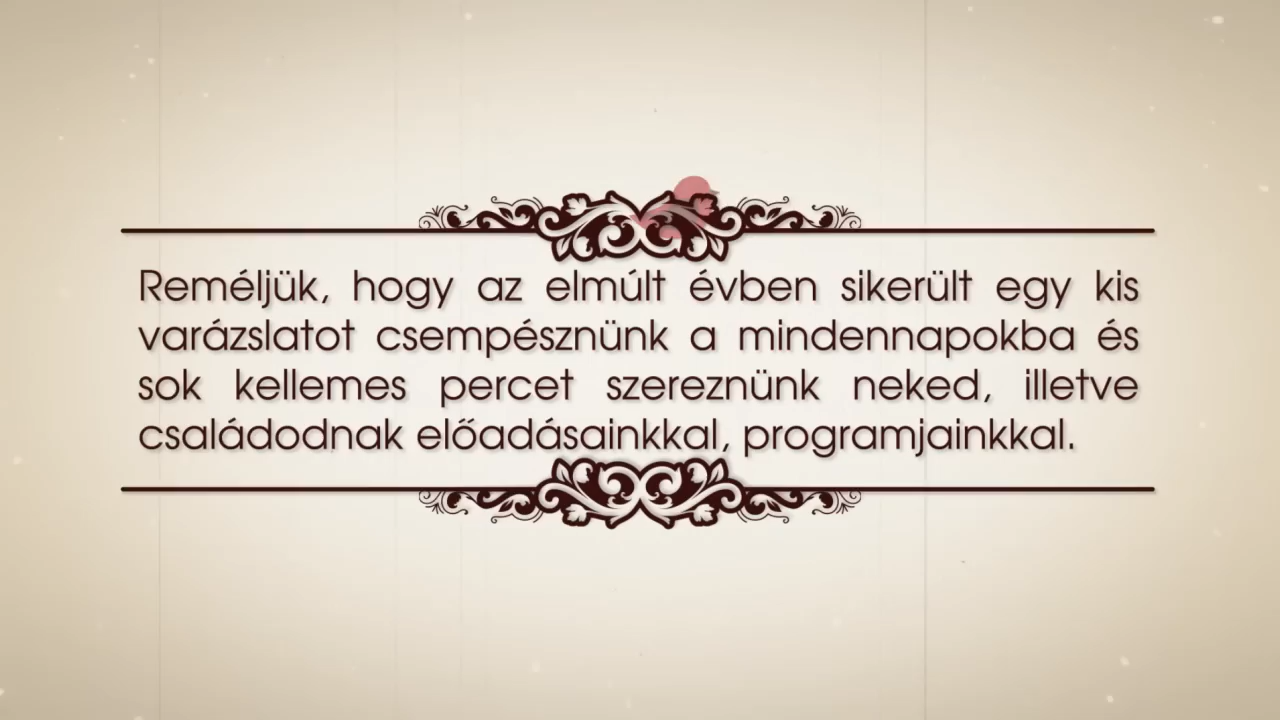 Reméljük, hogy az elmúlt évben sikerült egy kis
varázslatot csempésznünk a mindennapokba és
sok kellemes percet szereznünk neked, illetve
családodnak előadásainkkal, programjainkkal.